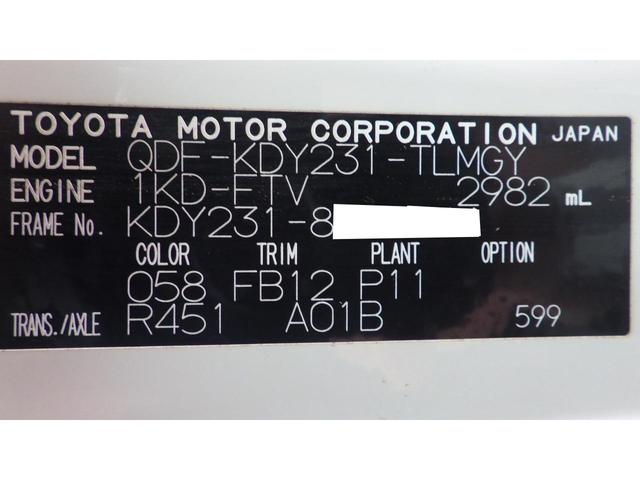 TOYOTA MOTOR CORPORATION JAPAN
MODEL QDF-KDY231-TLMGY
ENGINE 1KD-FTV 2982 mL
FRAME No. KDY231-8
COLOR TRIM PLANT OPTION
058 FB12 P11
TRANS./AXLE R451 A01B 599